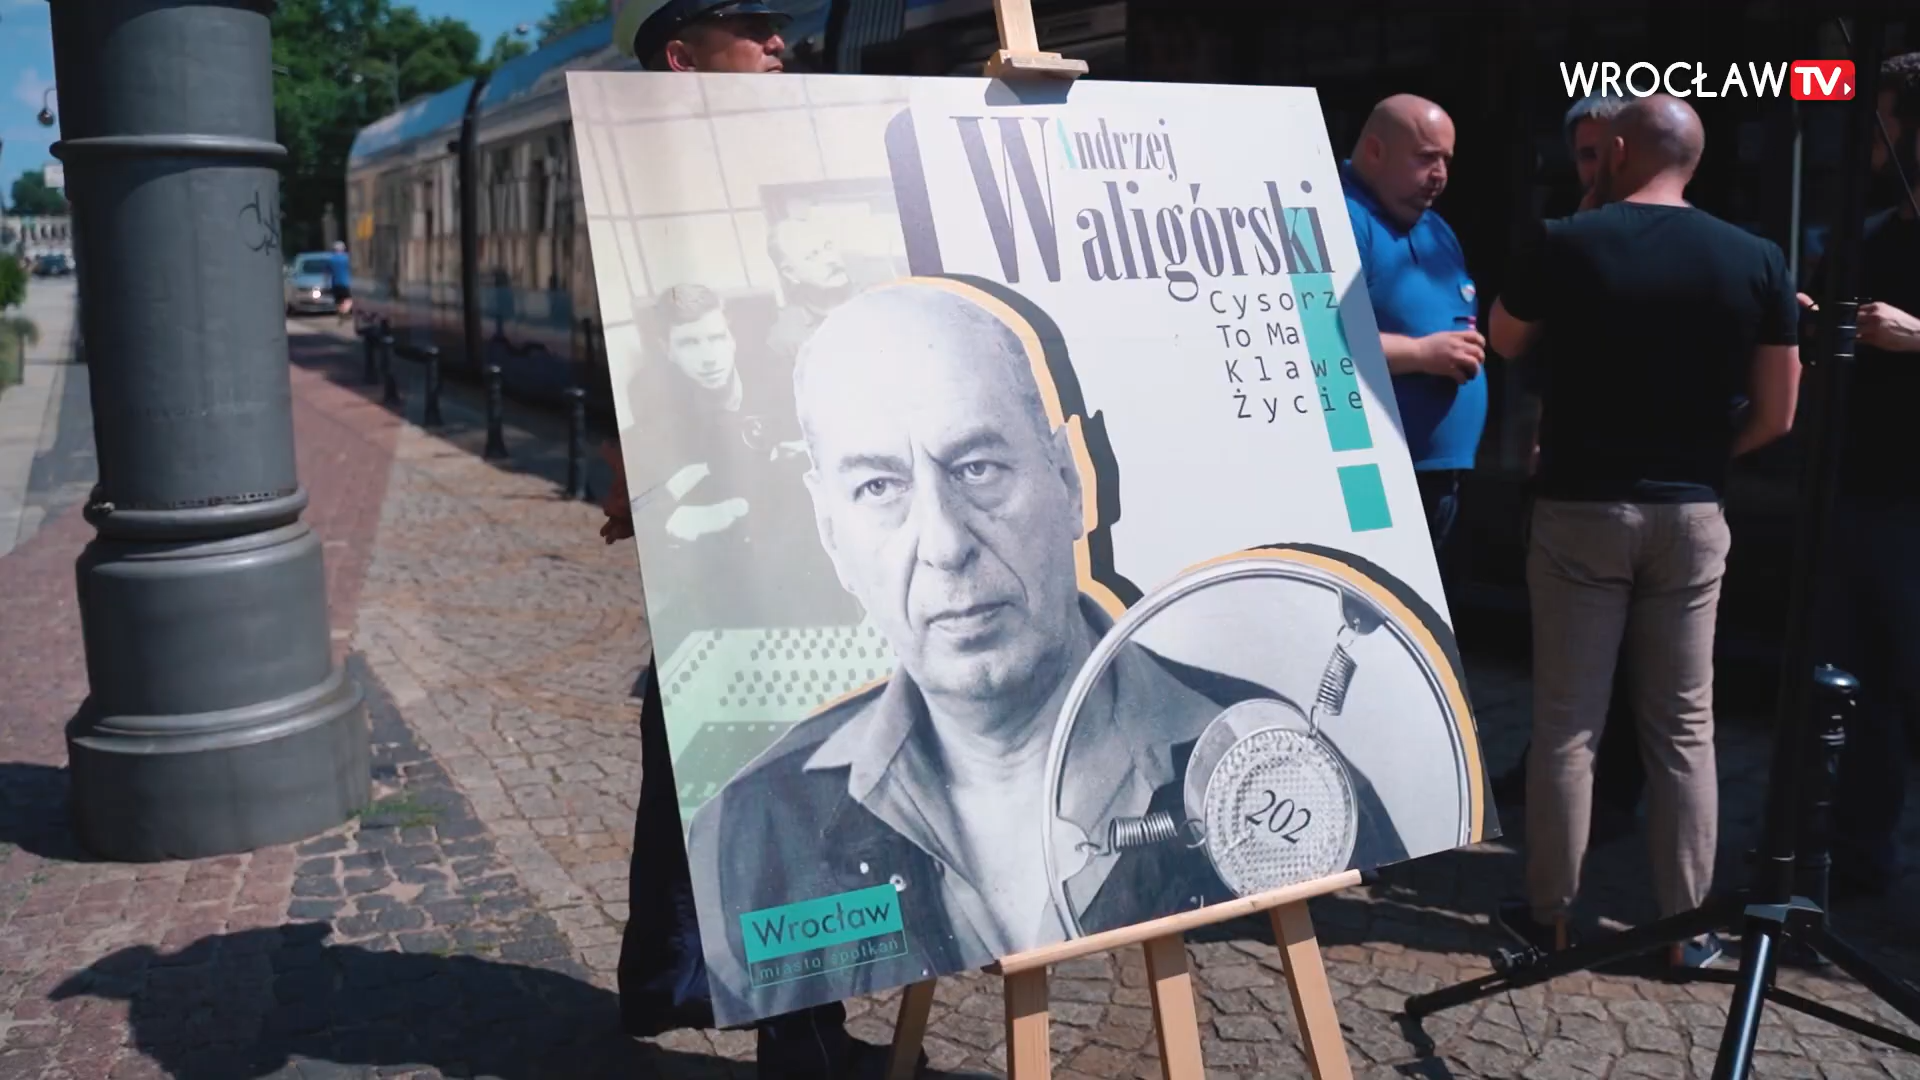 WROCŁAW TV
Andrzej
Waligórski
Cysorz
To Ma
Klawe
Życie
202
Wrocław
miasto spotkań